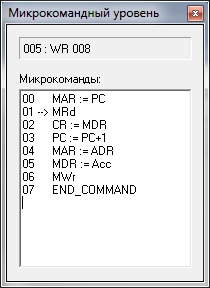 Микрокомандный уровень
005 : WR 008
Микрокоманды:
00 MAR := PC
01 --> MRd
02 CR := MDR
03 PC := PC+1
04 MAR := ADR
05 MDR := Acc
06 MWr
07 END_COMMAND